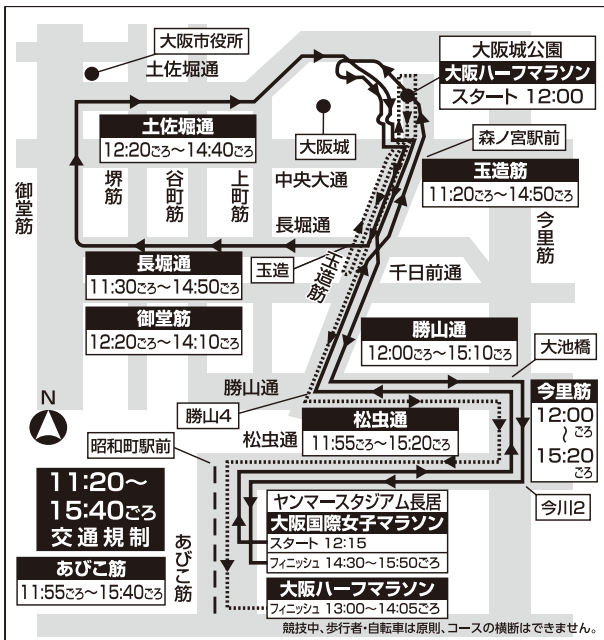 大阪市役所
土佐堀通
大阪城公園
大阪ハーフマラソン
スタート 12:00
土佐堀通
12:20ごろ〜14:40ごろ
大阪城
森ノ宮駅前
玉造筋
11:20ごろ〜14:50ごろ
御堂筋
堺筋
谷町筋
上町筋
中央大通
今里筋
長堀通
玉造
玉造筋
千日前通
長堀通
11:30ごろ〜14:50ごろ
御堂筋
12:20ごろ〜14:10ごろ
勝山通
12:00ごろ〜15:10ごろ
大池橋
勝山通
勝山4
今里筋
12:00
〜ごろ
15:20
ごろ
N
松虫通
松虫通
11:55ごろ〜15:20ごろ
昭和町駅前
今川2
11:20〜
15:40ごろ
交通規制
あびこ筋
11:55ごろ〜15:40ごろ
あびこ筋
ヤンマースタジアム長居
大阪国際女子マラソン
スタート 12:15
フィニッシュ 14:30〜15:50ごろ
大阪ハーフマラソン
フィニッシュ 13:00〜14:05ごろ
競技中、歩行者・自転車は原則、コースの横断はできません。